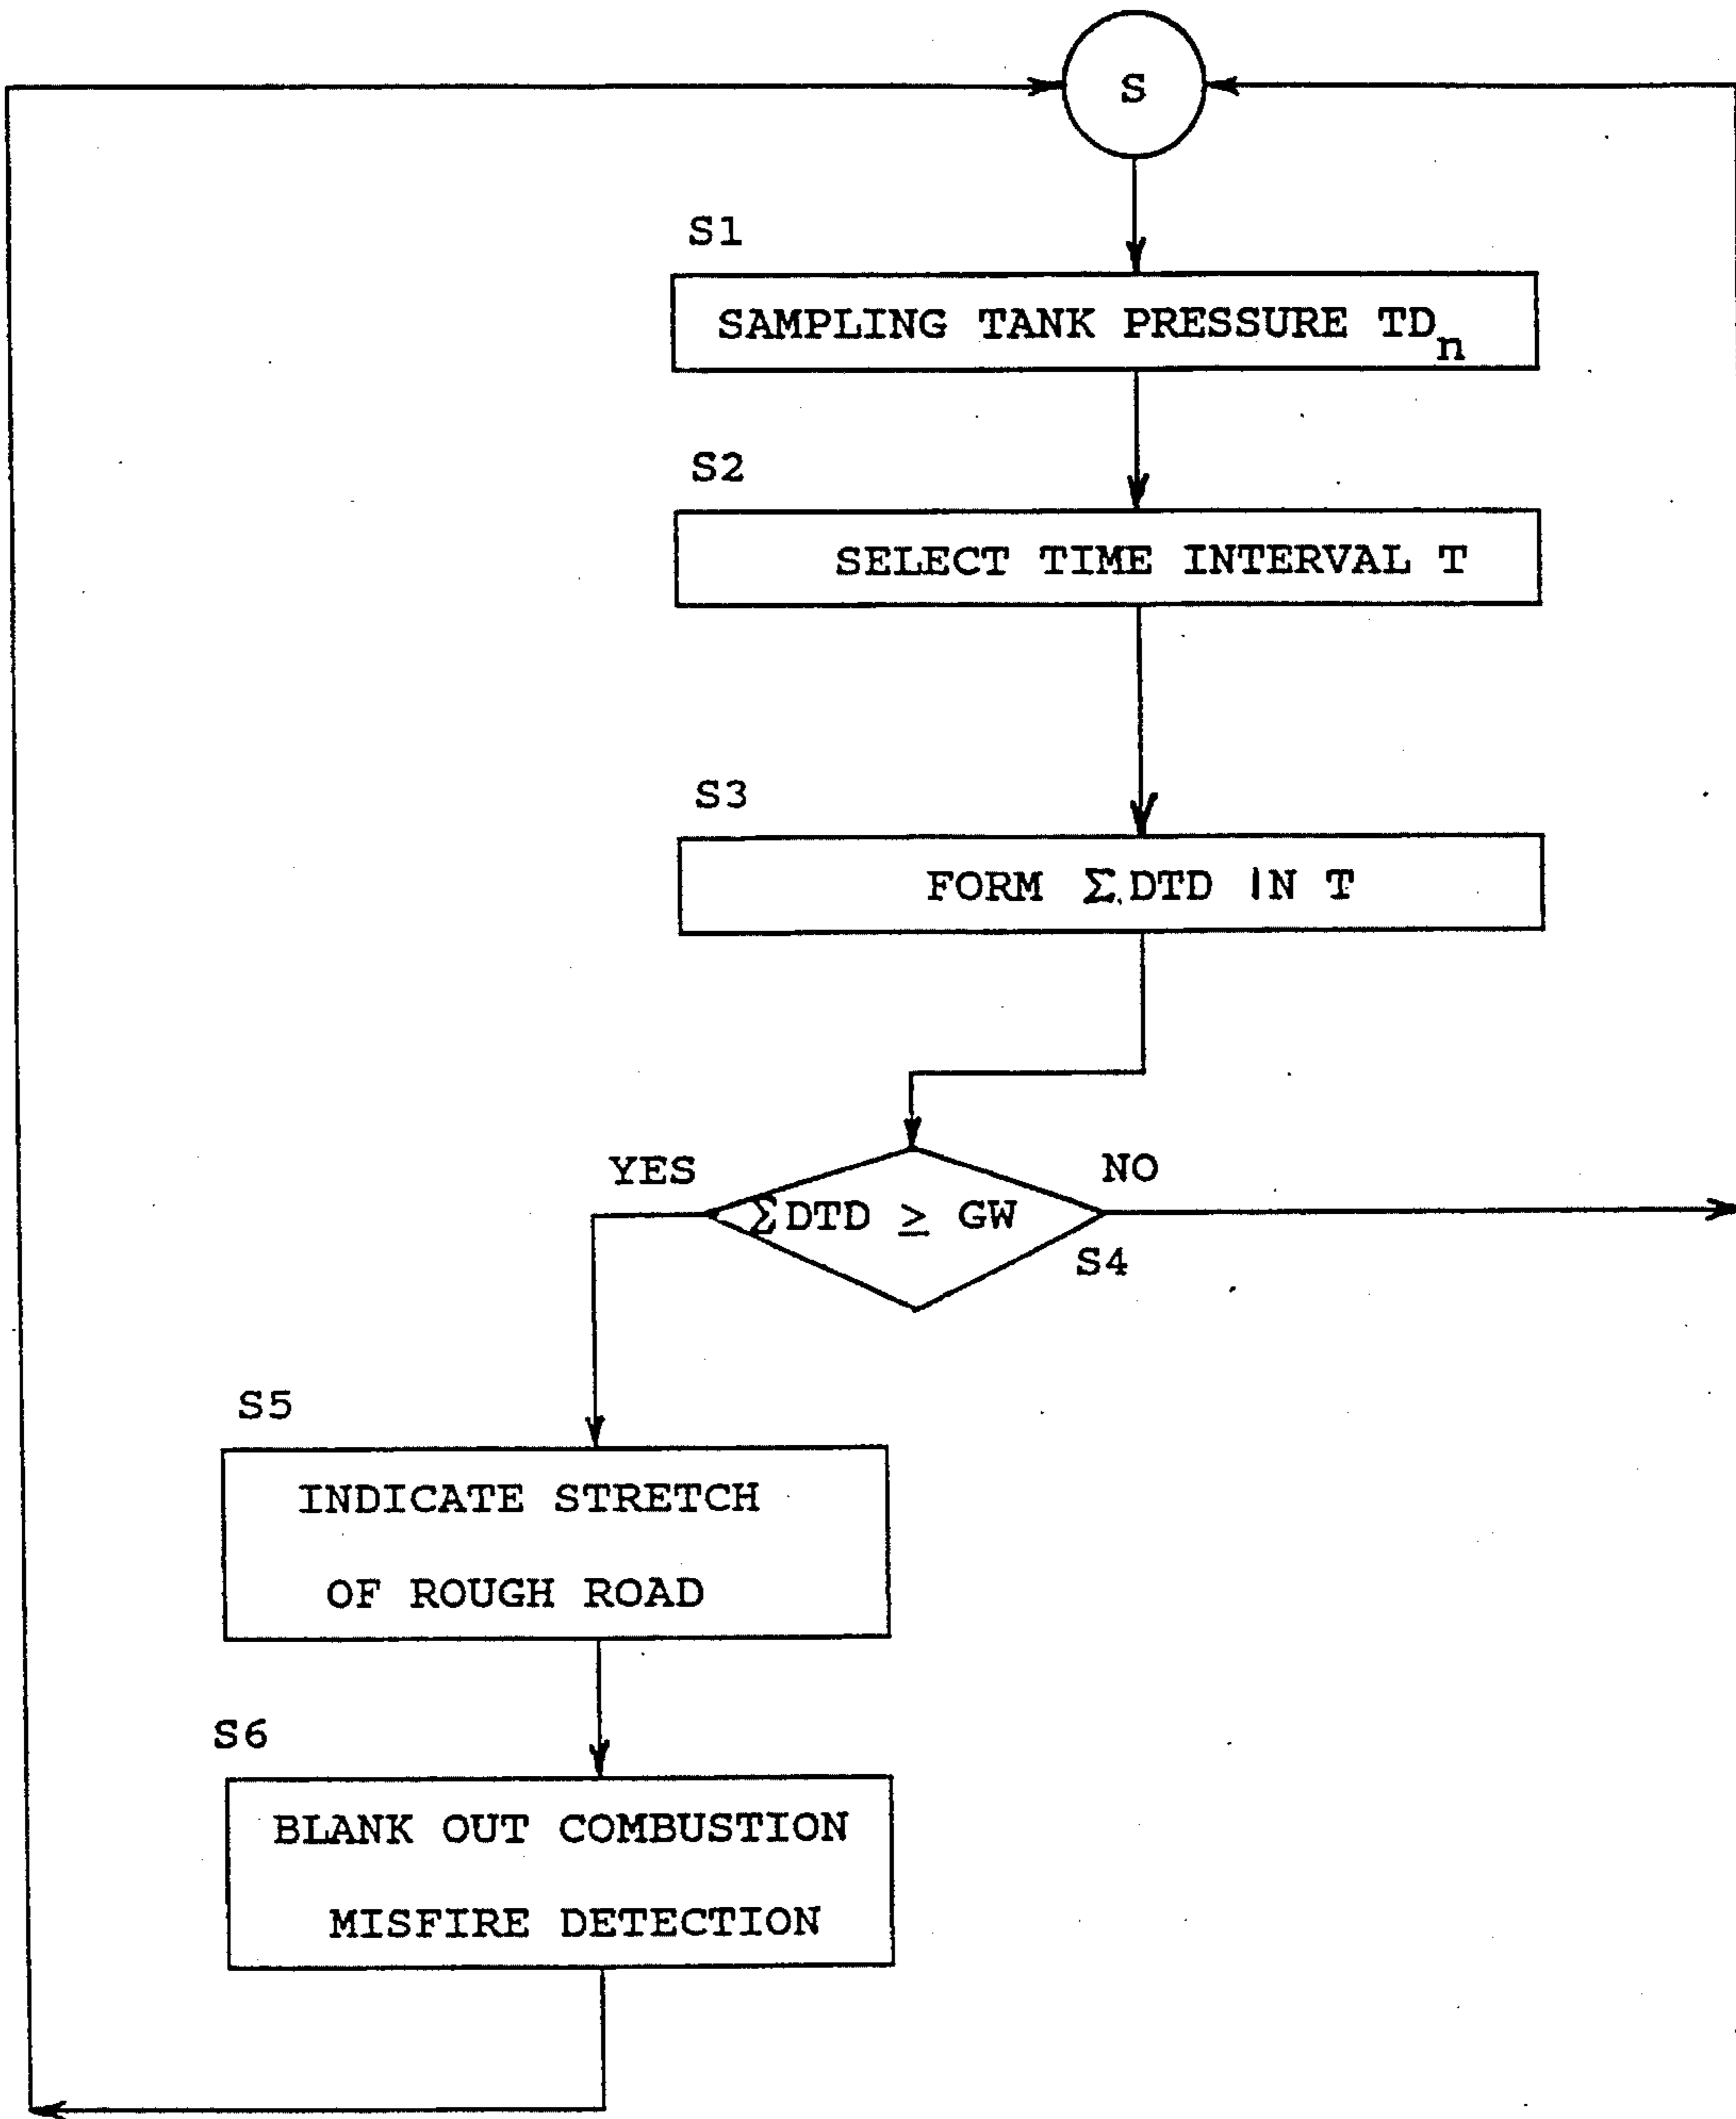 S
S1
SAMPLING TANK PRESSURE TDₙ
S2
SELECT TIME INTERVAL T
S3
FORM ΣDTD IN T
YES
NO
ΣDTD ≥ GW
S4
S5
INDICATE STRETCH
OF ROUGH ROAD
S6
BLANK OUT COMBUSTION
MISFIRE DETECTION